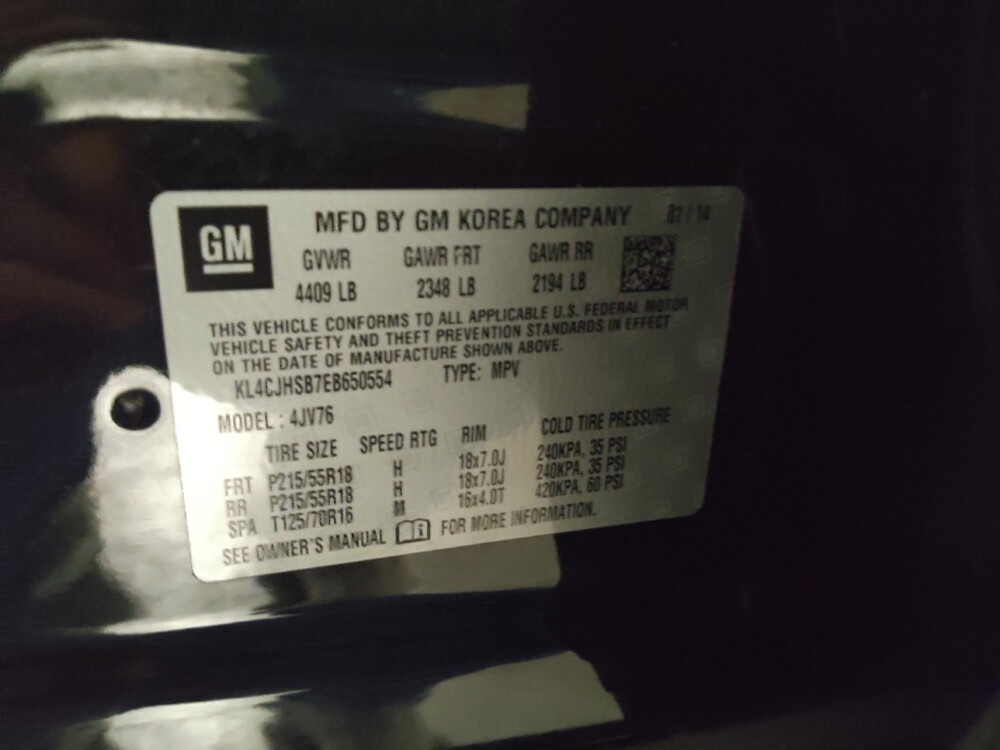 GM
MFD BY GM KOREA COMPANY 01 / 14
GVWR GAWR FRT GAWR RR
4409 LB 2348 LB 2194 LB
THIS VEHICLE CONFORMS TO ALL APPLICABLE U.S. FEDERAL MOTOR
VEHICLE SAFETY AND THEFT PREVENTION STANDARDS IN EFFECT
ON THE DATE OF MANUFACTURE SHOWN ABOVE.
KL4CJHSB7EB650554 TYPE: MPV
MODEL : 4JV76
TIRE SIZE SPEED RTG RIM COLD TIRE PRESSURE
FRT P215/55R18 H 18x7.0J 240KPA, 35 PSI
RR P215/55R18 H 18x7.0J 240KPA, 35 PSI
SPA T125/70R16 M 16x4.0T 420KPA, 60 PSI
SEE OWNER'S MANUAL FOR MORE INFORMATION.